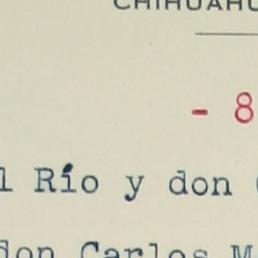 CHIHUAHU
- 8
l Río y don
don Carlos M